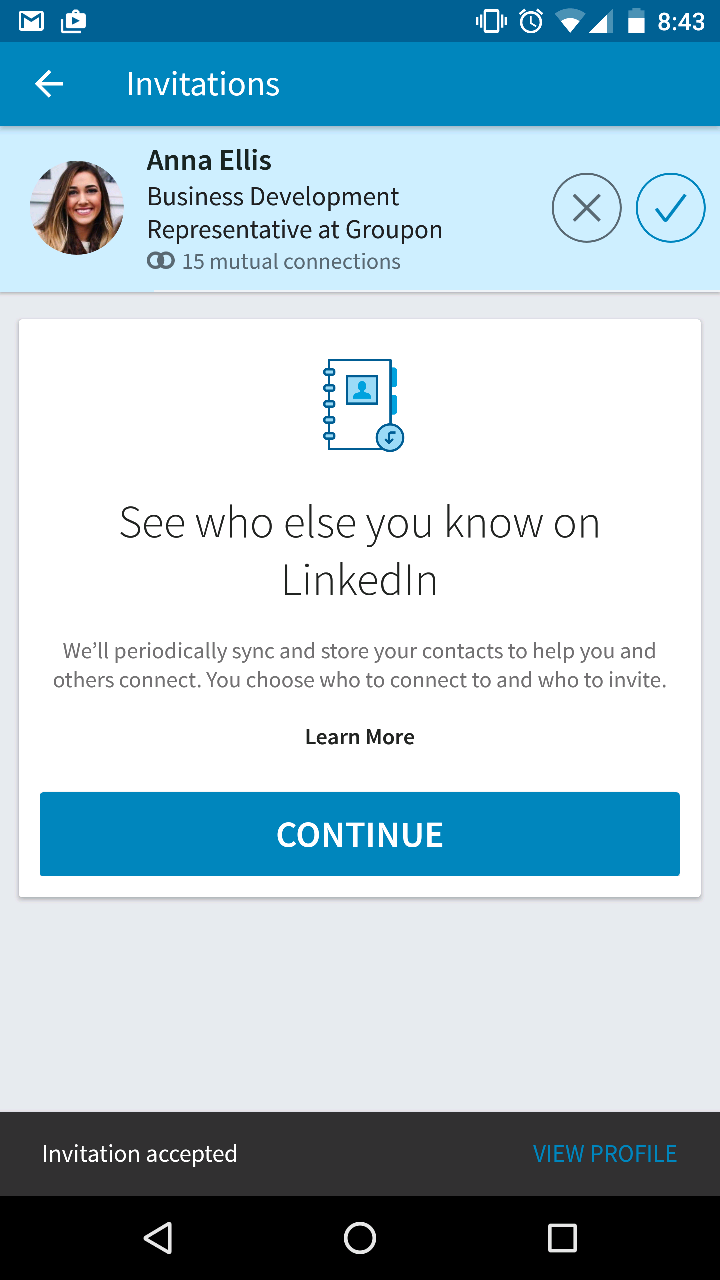 8:43
Invitations
Anna Ellis
Business Development
Representative at Groupon
15 mutual connections
See who else you know on
LinkedIn
We’ll periodically sync and store your contacts to help you and
others connect. You choose who to connect to and who to invite.
Learn More
CONTINUE
Invitation accepted VIEW PROFILE